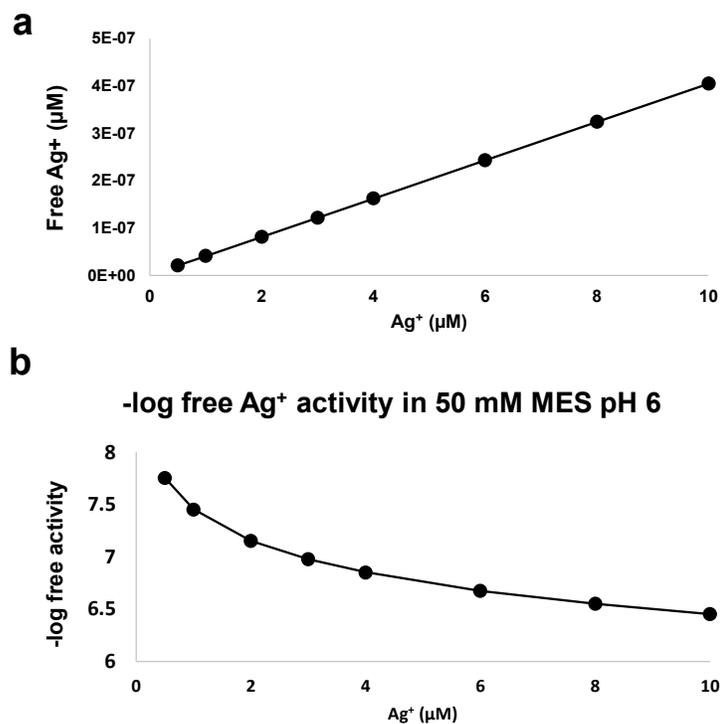 a
5E-07
4E-07
3E-07
2E-07
1E-07
0E+00
Free Ag+ (µM)
0 2 4 6 8 10
Ag⁺ (µM)
b
-log free Ag⁺ activity in 50 mM MES pH 6
8
7.5
7
6.5
6
-log free activity
0 2 4 6 8 10
Ag⁺ (µM)